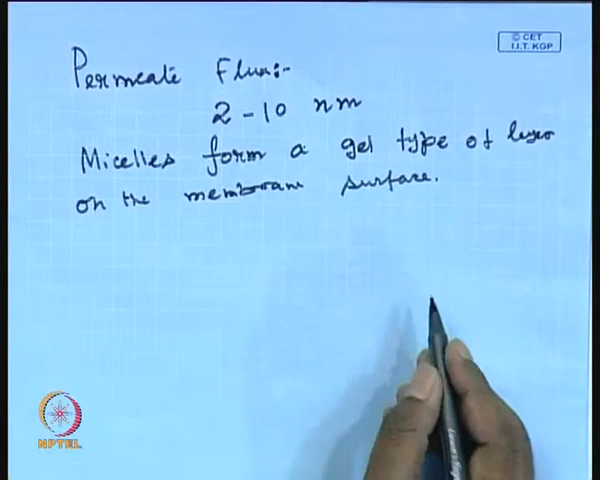 © CET
I.I.T. KGP
Permeate Flux:-
2-10 nm
Micelles form a gel type of layer
on the membrane surface.
NPTEL